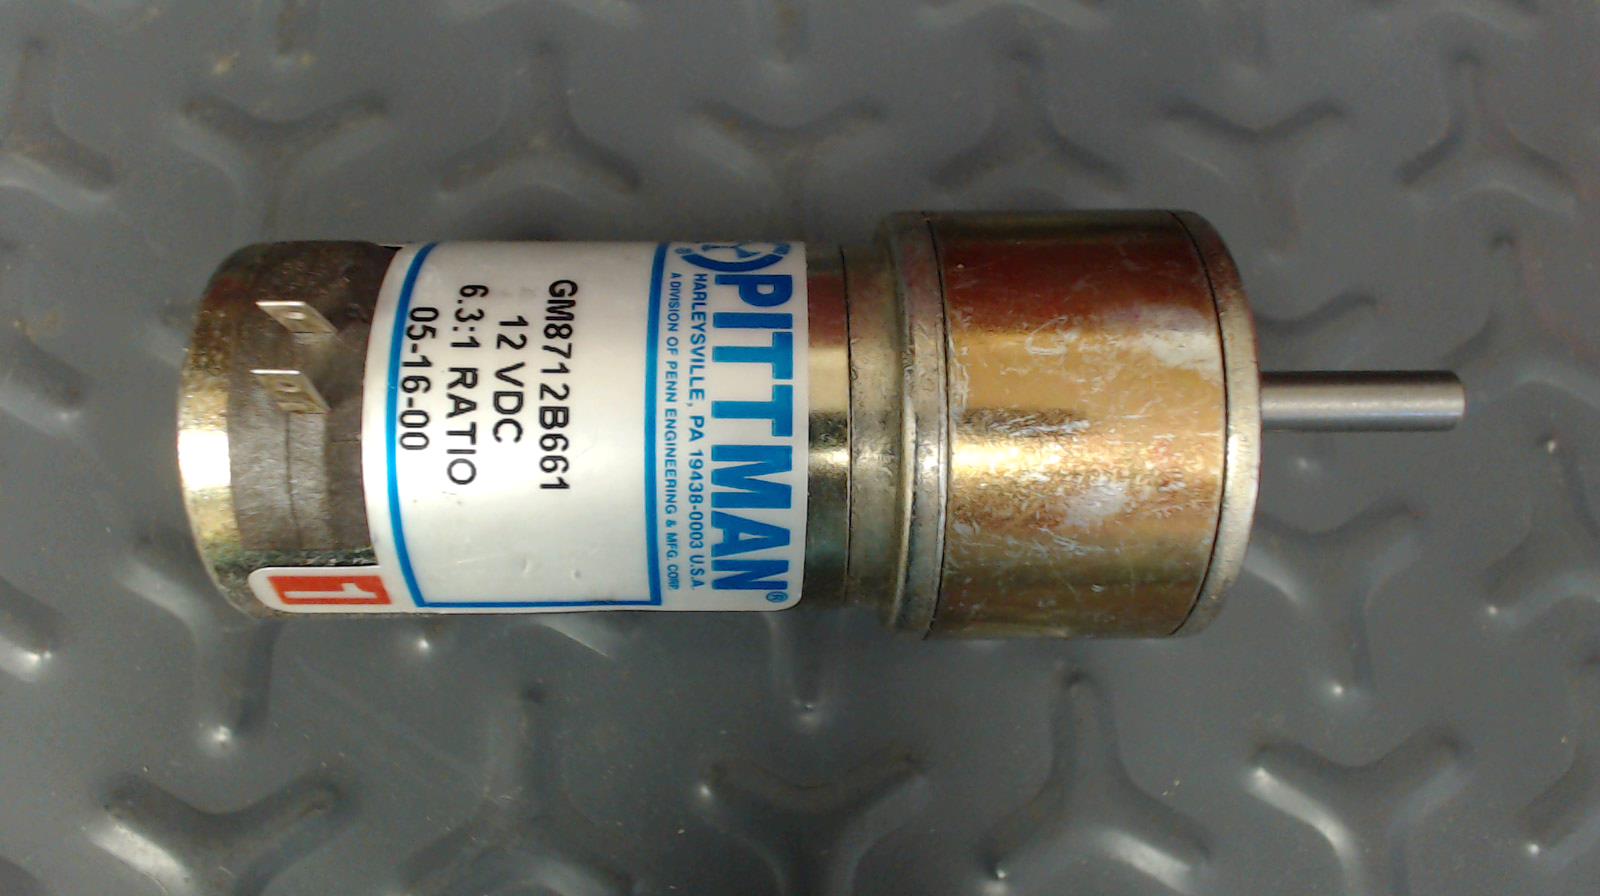 PITTMAN®
HARLEYSVILLE, PA 19438-0003 U.S.A.
A DIVISION OF PENN ENGINEERING & MFG. CORP.
GM8712B661
12 VDC
6.3:1 RATIO
05-16-00
1